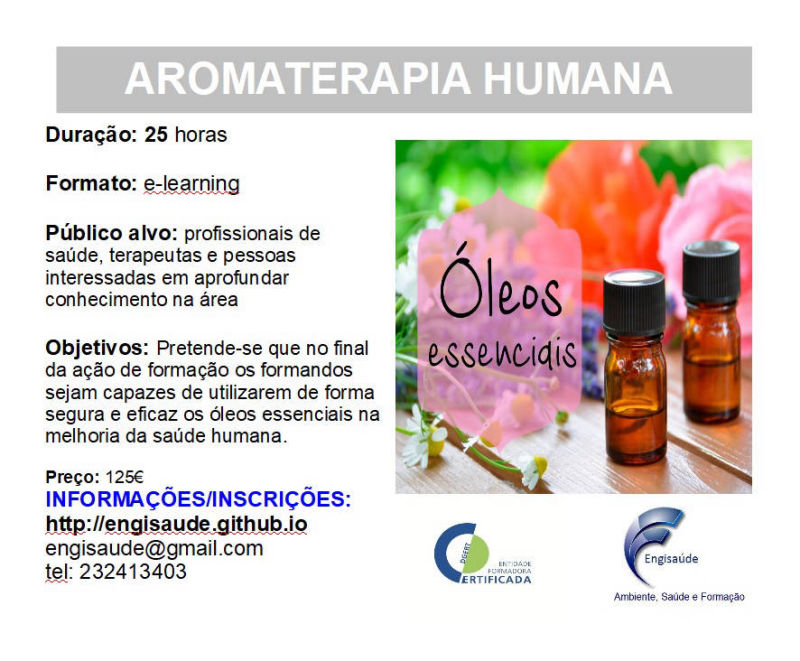 AROMATERAPIA HUMANA
Duração: 25 horas
Formato: e-learning
Público alvo: profissionais de
saúde, terapeutas e pessoas
interessadas em aprofundar
conhecimento na área
Objetivos: Pretende-se que no final
da ação de formação os formandos
sejam capazes de utilizarem de forma
segura e eficaz os óleos essenciais na
melhoria da saúde humana.
Preço: 125€
INFORMAÇÕES/INSCRIÇÕES:
http://engisaude.github.io
engisaude@gmail.com
tel: 232413403
Óleos
essenciais
DGERT
ENTIDADE
FORMADORA
CERTIFICADA
Engisaúde
Ambiente, Saúde e Formação